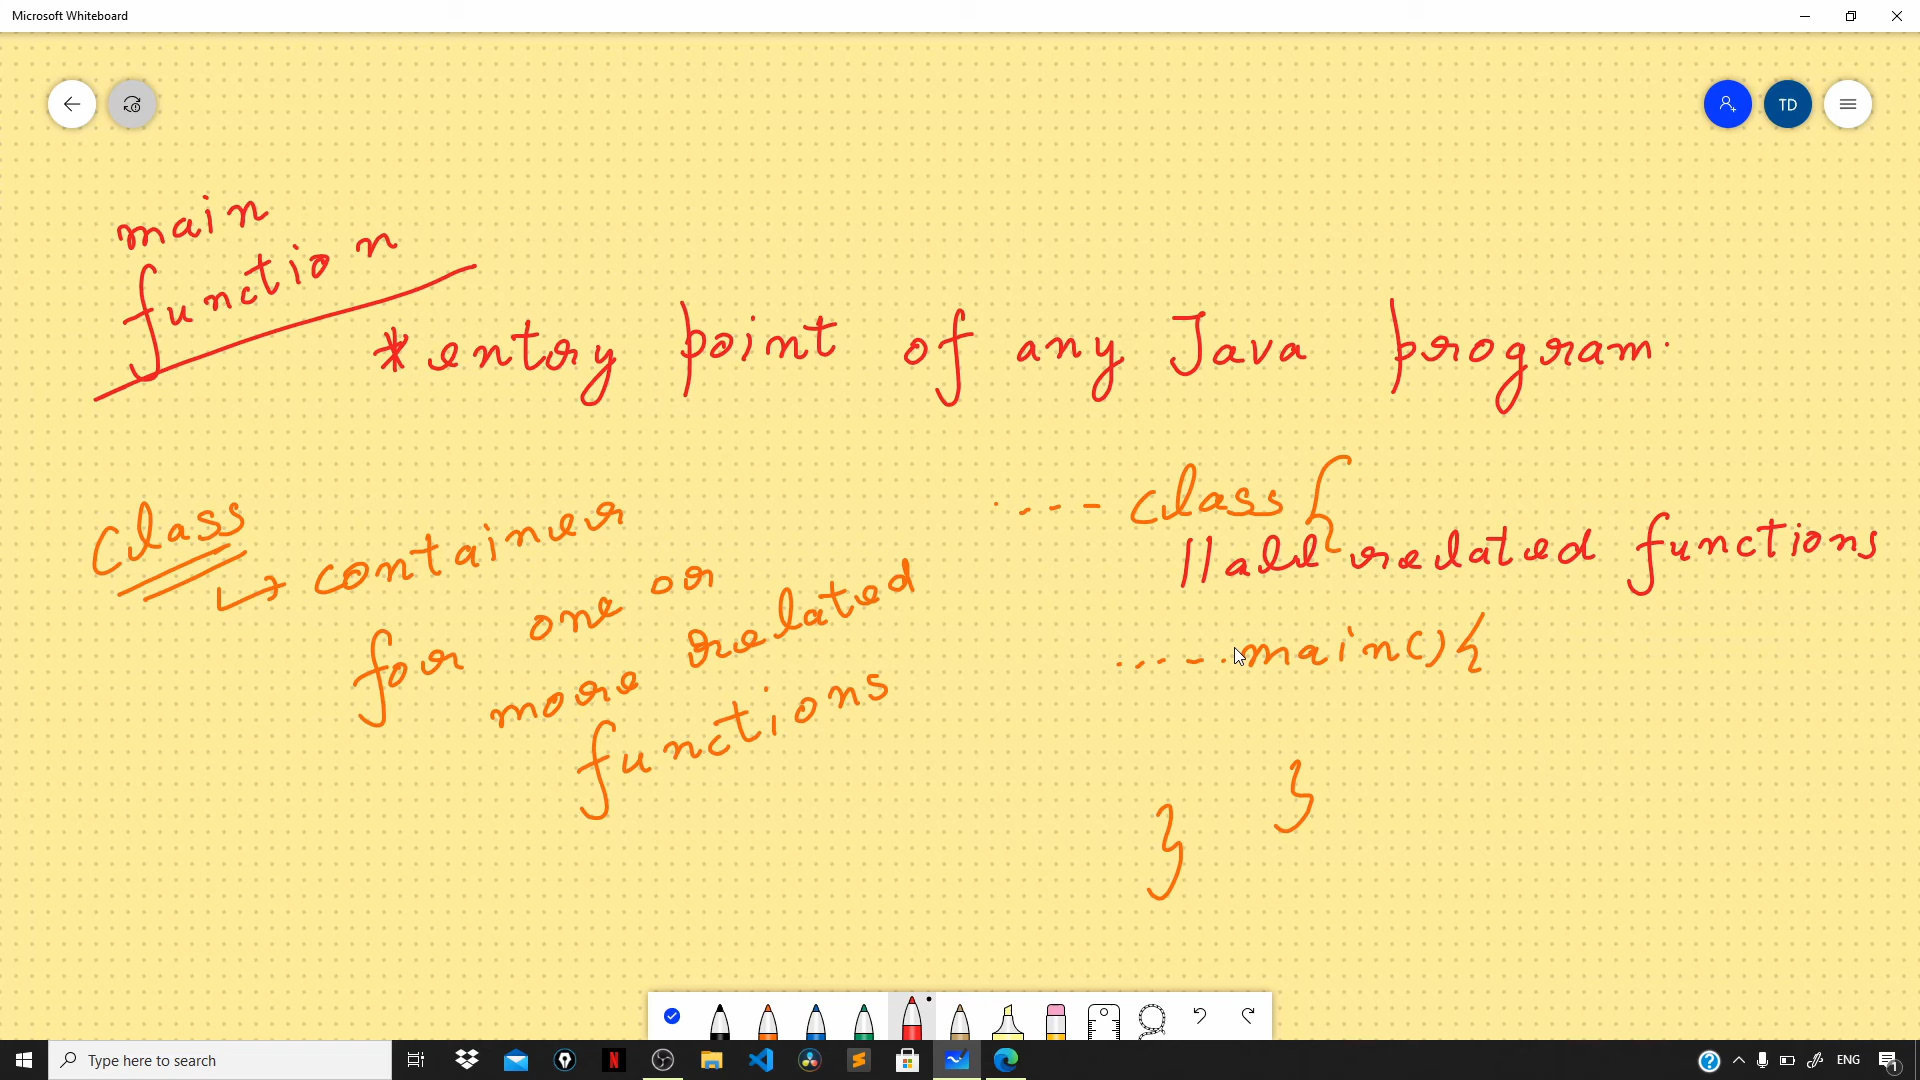 Microsoft Whiteboard
TD
main
function
*entry point of any Java program.
class
↳ container
for one or
more related
functions
....- class {
//all related functions
.....main(){
}
}
Type here to search
ENG
1